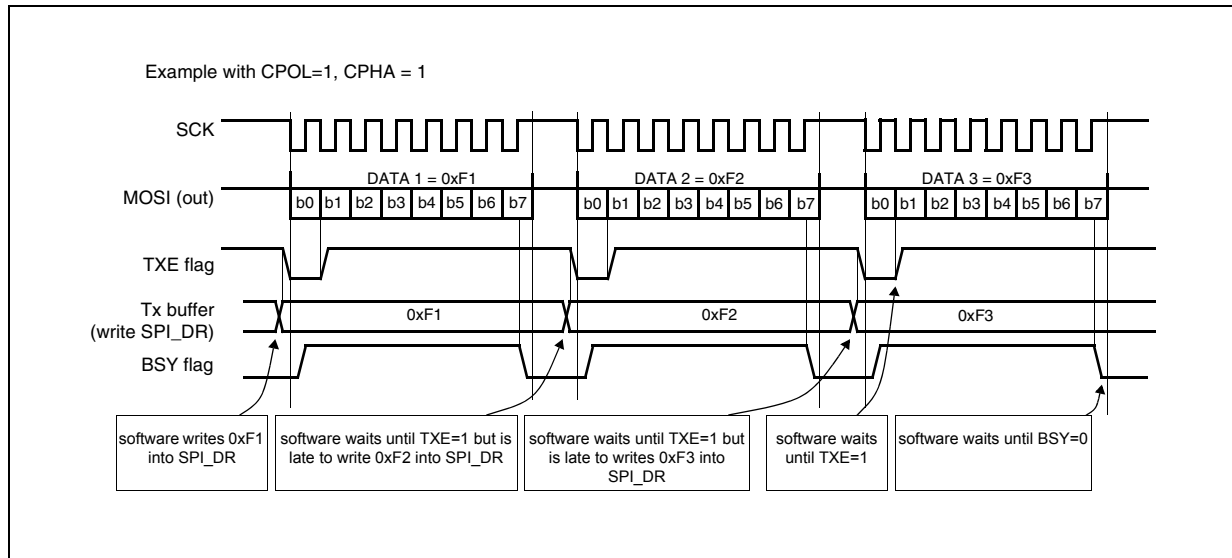 Example with CPOL=1, CPHA = 1
SCK
DATA 1 = 0xF1
DATA 2 = 0xF2
DATA 3 = 0xF3
MOSI (out)
b0 b1 b2 b3 b4 b5 b6 b7
b0 b1 b2 b3 b4 b5 b6 b7
b0 b1 b2 b3 b4 b5 b6 b7
TXE flag
Tx buffer
(write SPI_DR)
0xF1
0xF2
0xF3
BSY flag
software writes 0xF1
into SPI_DR
software waits until TXE=1 but is
late to write 0xF2 into SPI_DR
software waits until TXE=1 but
is late to writes 0xF3 into
SPI_DR
software waits
until TXE=1
software waits until BSY=0